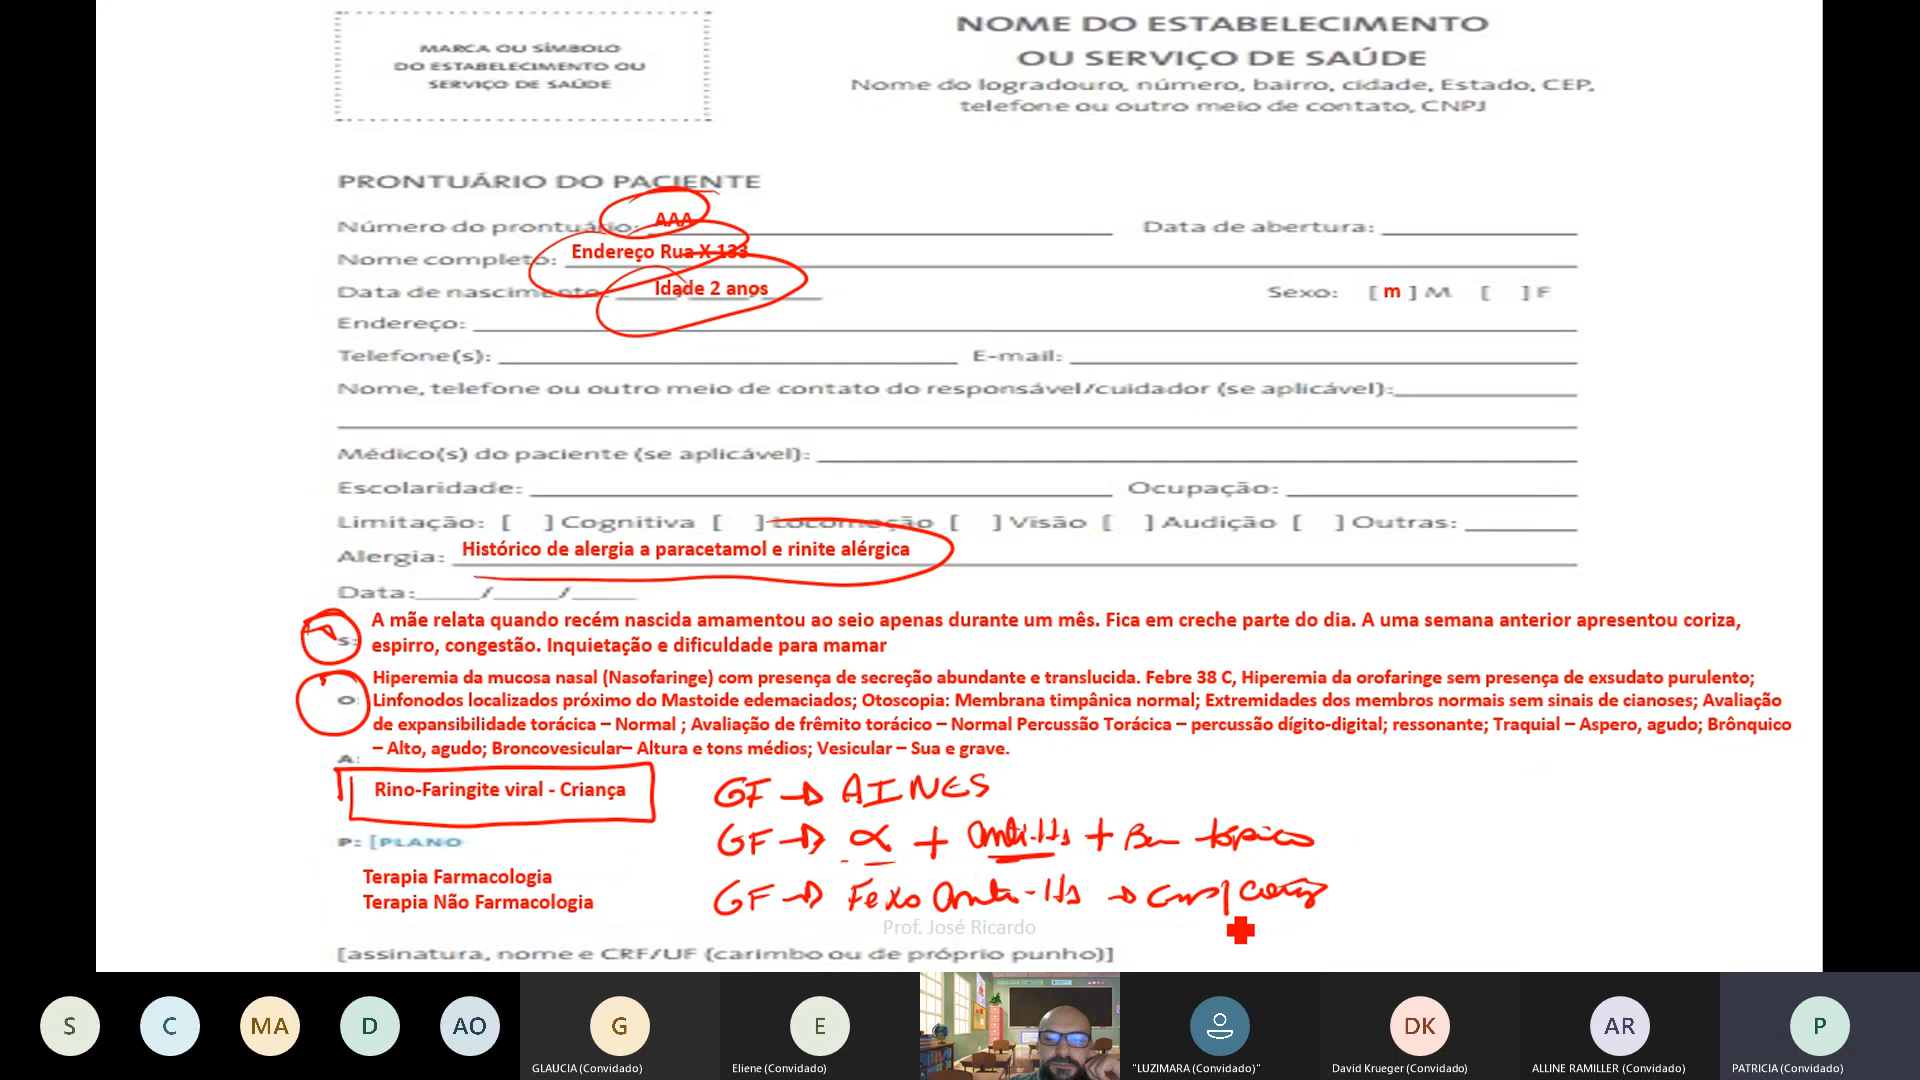 MARCA OU SÍMBOLO
DO ESTABELECIMENTO OU
SERVIÇO DE SAÚDE
NOME DO ESTABELECIMENTO
OU SERVIÇO DE SAÚDE
Nome do logradouro, número, bairro, cidade, Estado, CEP,
telefone ou outro meio de contato, CNPJ
PRONTUÁRIO DO PACIENTE
Número do prontuário: AAA Data de abertura:
Endereço Rua X 133
Nome completo:
Data de nascimento: Idade 2 anos Sexo: [ m ] M [ ] F
Endereço:
Telefone(s): E-mail:
Nome, telefone ou outro meio de contato do responsável/cuidador (se aplicável):
Médico(s) do paciente (se aplicável):
Escolaridade: Ocupação:
Limitação: [ ] Cognitiva [ ] Locomoção [ ] Visão [ ] Audição [ ] Outras:
Alergia: Histórico de alergia a paracetamol e rinite alérgica
Data: / /
S: A mãe relata quando recém nascida amamentou ao seio apenas durante um mês. Fica em creche parte do dia. A uma semana anterior apresentou coriza,
espirro, congestão. Inquietação e dificuldade para mamar
Hiperemia da mucosa nasal (Nasofaringe) com presença de secreção abundante e translucida. Febre 38 C, Hiperemia da orofaringe sem presença de exsudato purulento;
O: Linfonodos localizados próximo do Mastoide edemaciados; Otoscopia: Membrana timpânica normal; Extremidades dos membros normais sem sinais de cianoses; Avaliação
de expansibilidade torácica – Normal ; Avaliação de frêmito torácico – Normal Percussão Torácica – percussão dígito-digital; ressonante; Traquial – Aspero, agudo; Brônquico
– Alto, agudo; Broncovesicular– Altura e tons médios; Vesicular – Sua e grave.
A:
Rino-Faringite viral - Criança
GF → AINES
GF → α + Anti-H1 + Ben tópico
P: [PLANO
Terapia Farmacologia
Terapia Não Farmacologia
GF → Fexo Anti-H1 →
Prof. José Ricardo
[assinatura, nome e CRF/UF (carimbo ou de próprio punho)]
S
C
MA
D
AO
G
GLAUCIA (Convidado)
E
Eliene (Convidado)
"LUZIMARA (Convidado)"
DK
David Krueger (Convidado)
AR
ALLINE RAMILLER (Convidado)
P
PATRICIA (Convidado)